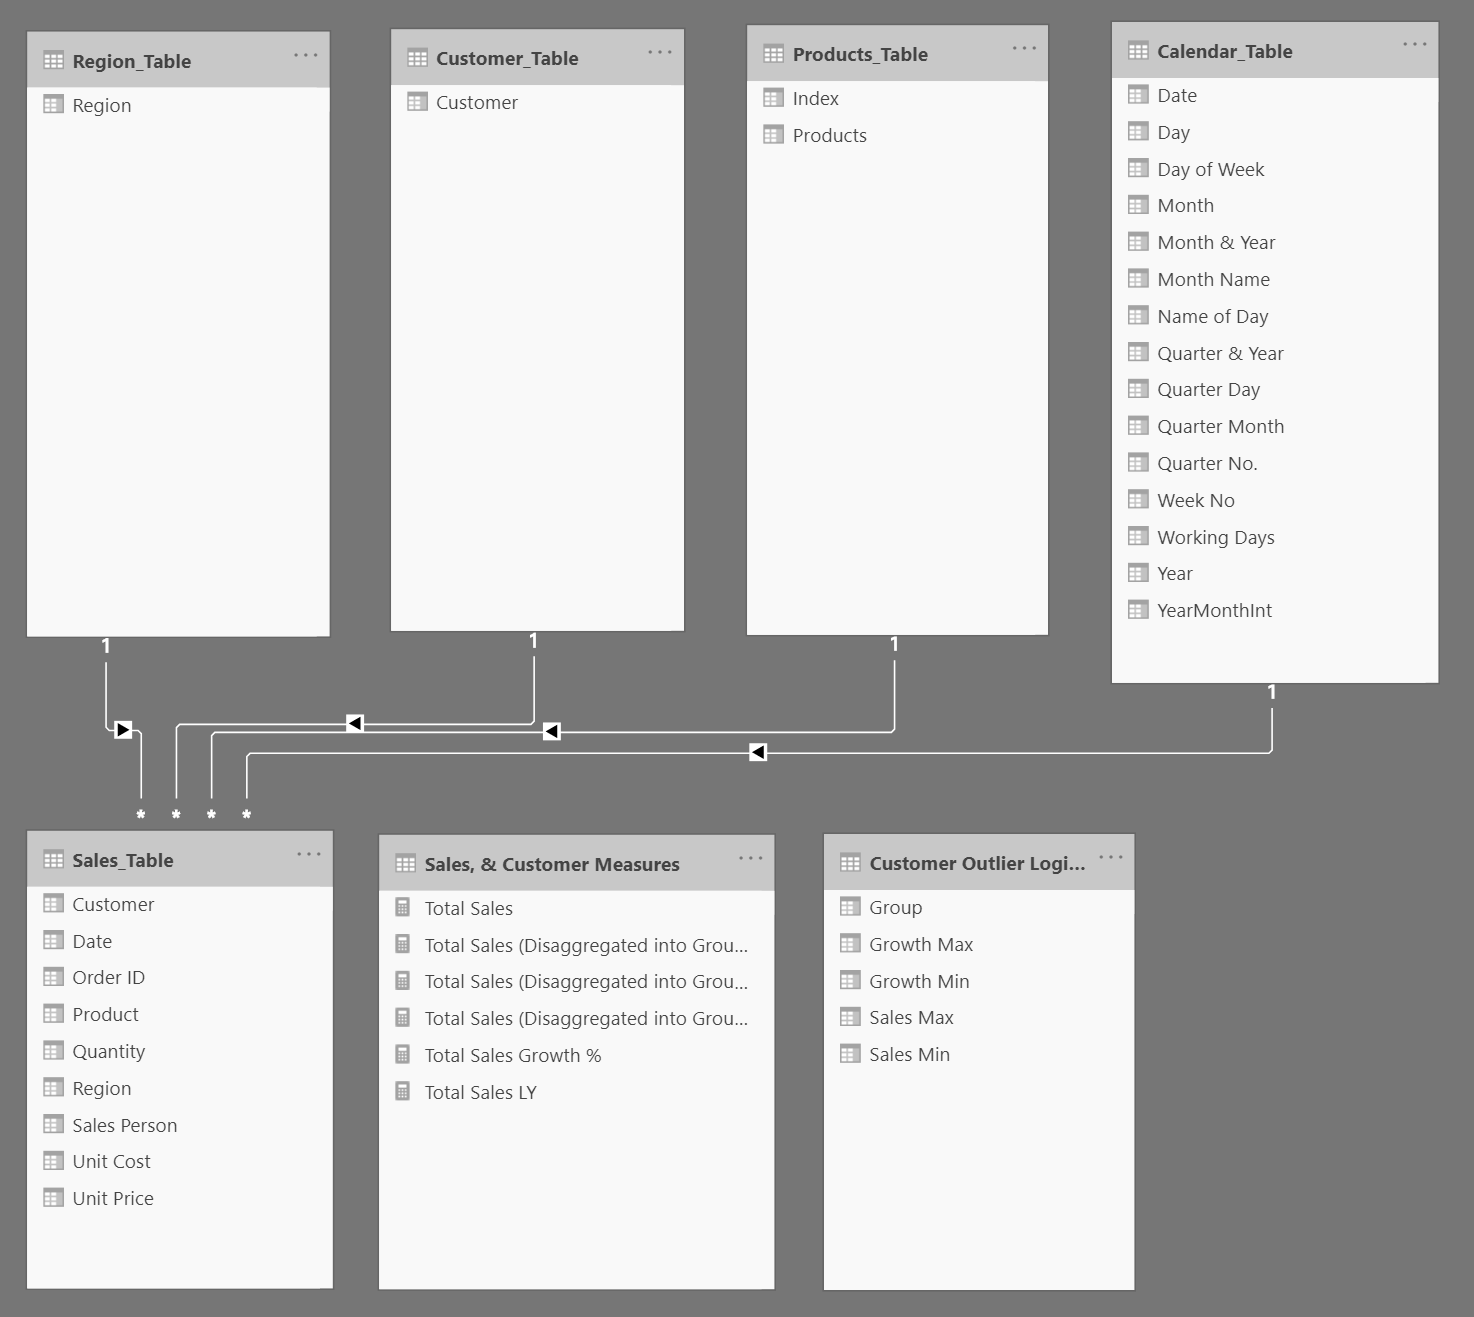 Region_Table
Region
Customer_Table
Customer
Products_Table
Index
Products
Calendar_Table
Date
Day
Day of Week
Month
Month & Year
Month Name
Name of Day
Quarter & Year
Quarter Day
Quarter Month
Quarter No.
Week No
Working Days
Year
YearMonthInt
1
1
1
1
*
*
*
*
Sales_Table
Customer
Date
Order ID
Product
Quantity
Region
Sales Person
Unit Cost
Unit Price
Sales, & Customer Measures
Total Sales
Total Sales (Disaggregated into Grou...
Total Sales (Disaggregated into Grou...
Total Sales (Disaggregated into Grou...
Total Sales Growth %
Total Sales LY
Customer Outlier Logi...
Group
Growth Max
Growth Min
Sales Max
Sales Min